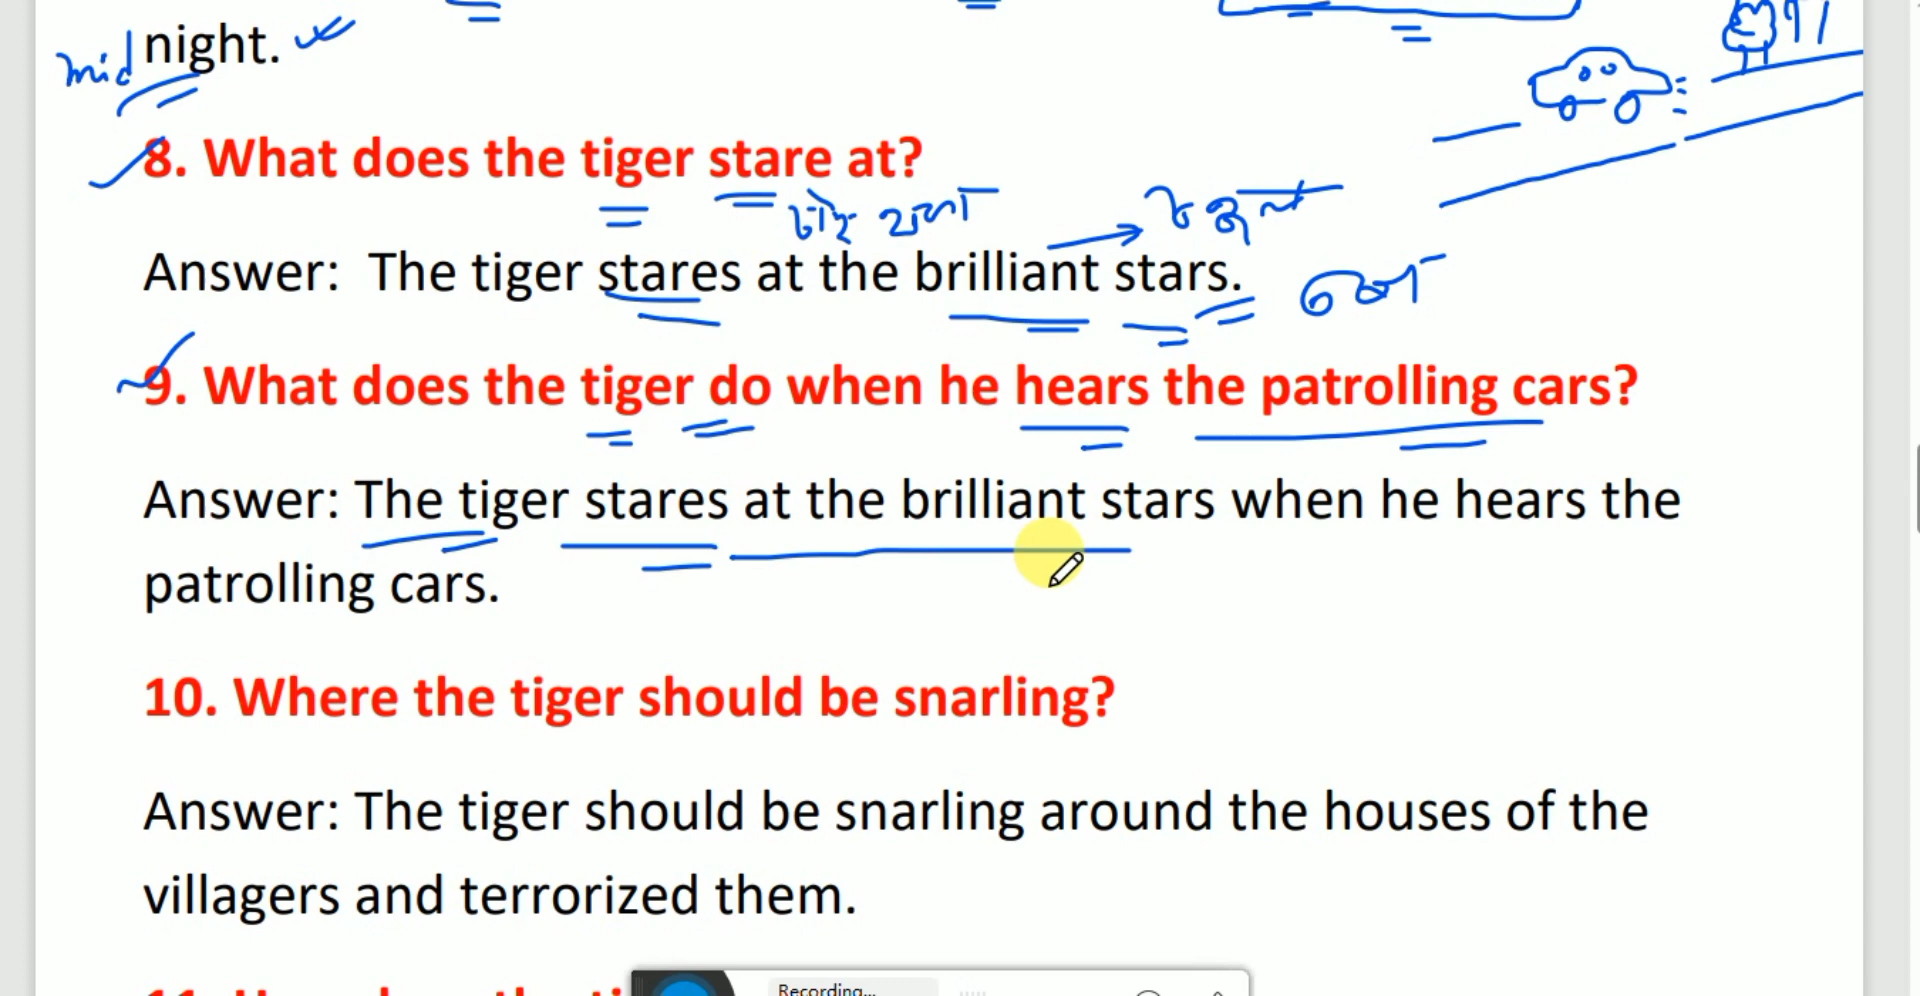 mid night.
8. What does the tiger stare at?
Answer:  The tiger stares at the brilliant stars.
9. What does the tiger do when he hears the patrolling cars?
Answer: The tiger stares at the brilliant stars when he hears the
patrolling cars.
10. Where the tiger should be snarling?
Answer: The tiger should be snarling around the houses of the
villagers and terrorized them.
Recording...